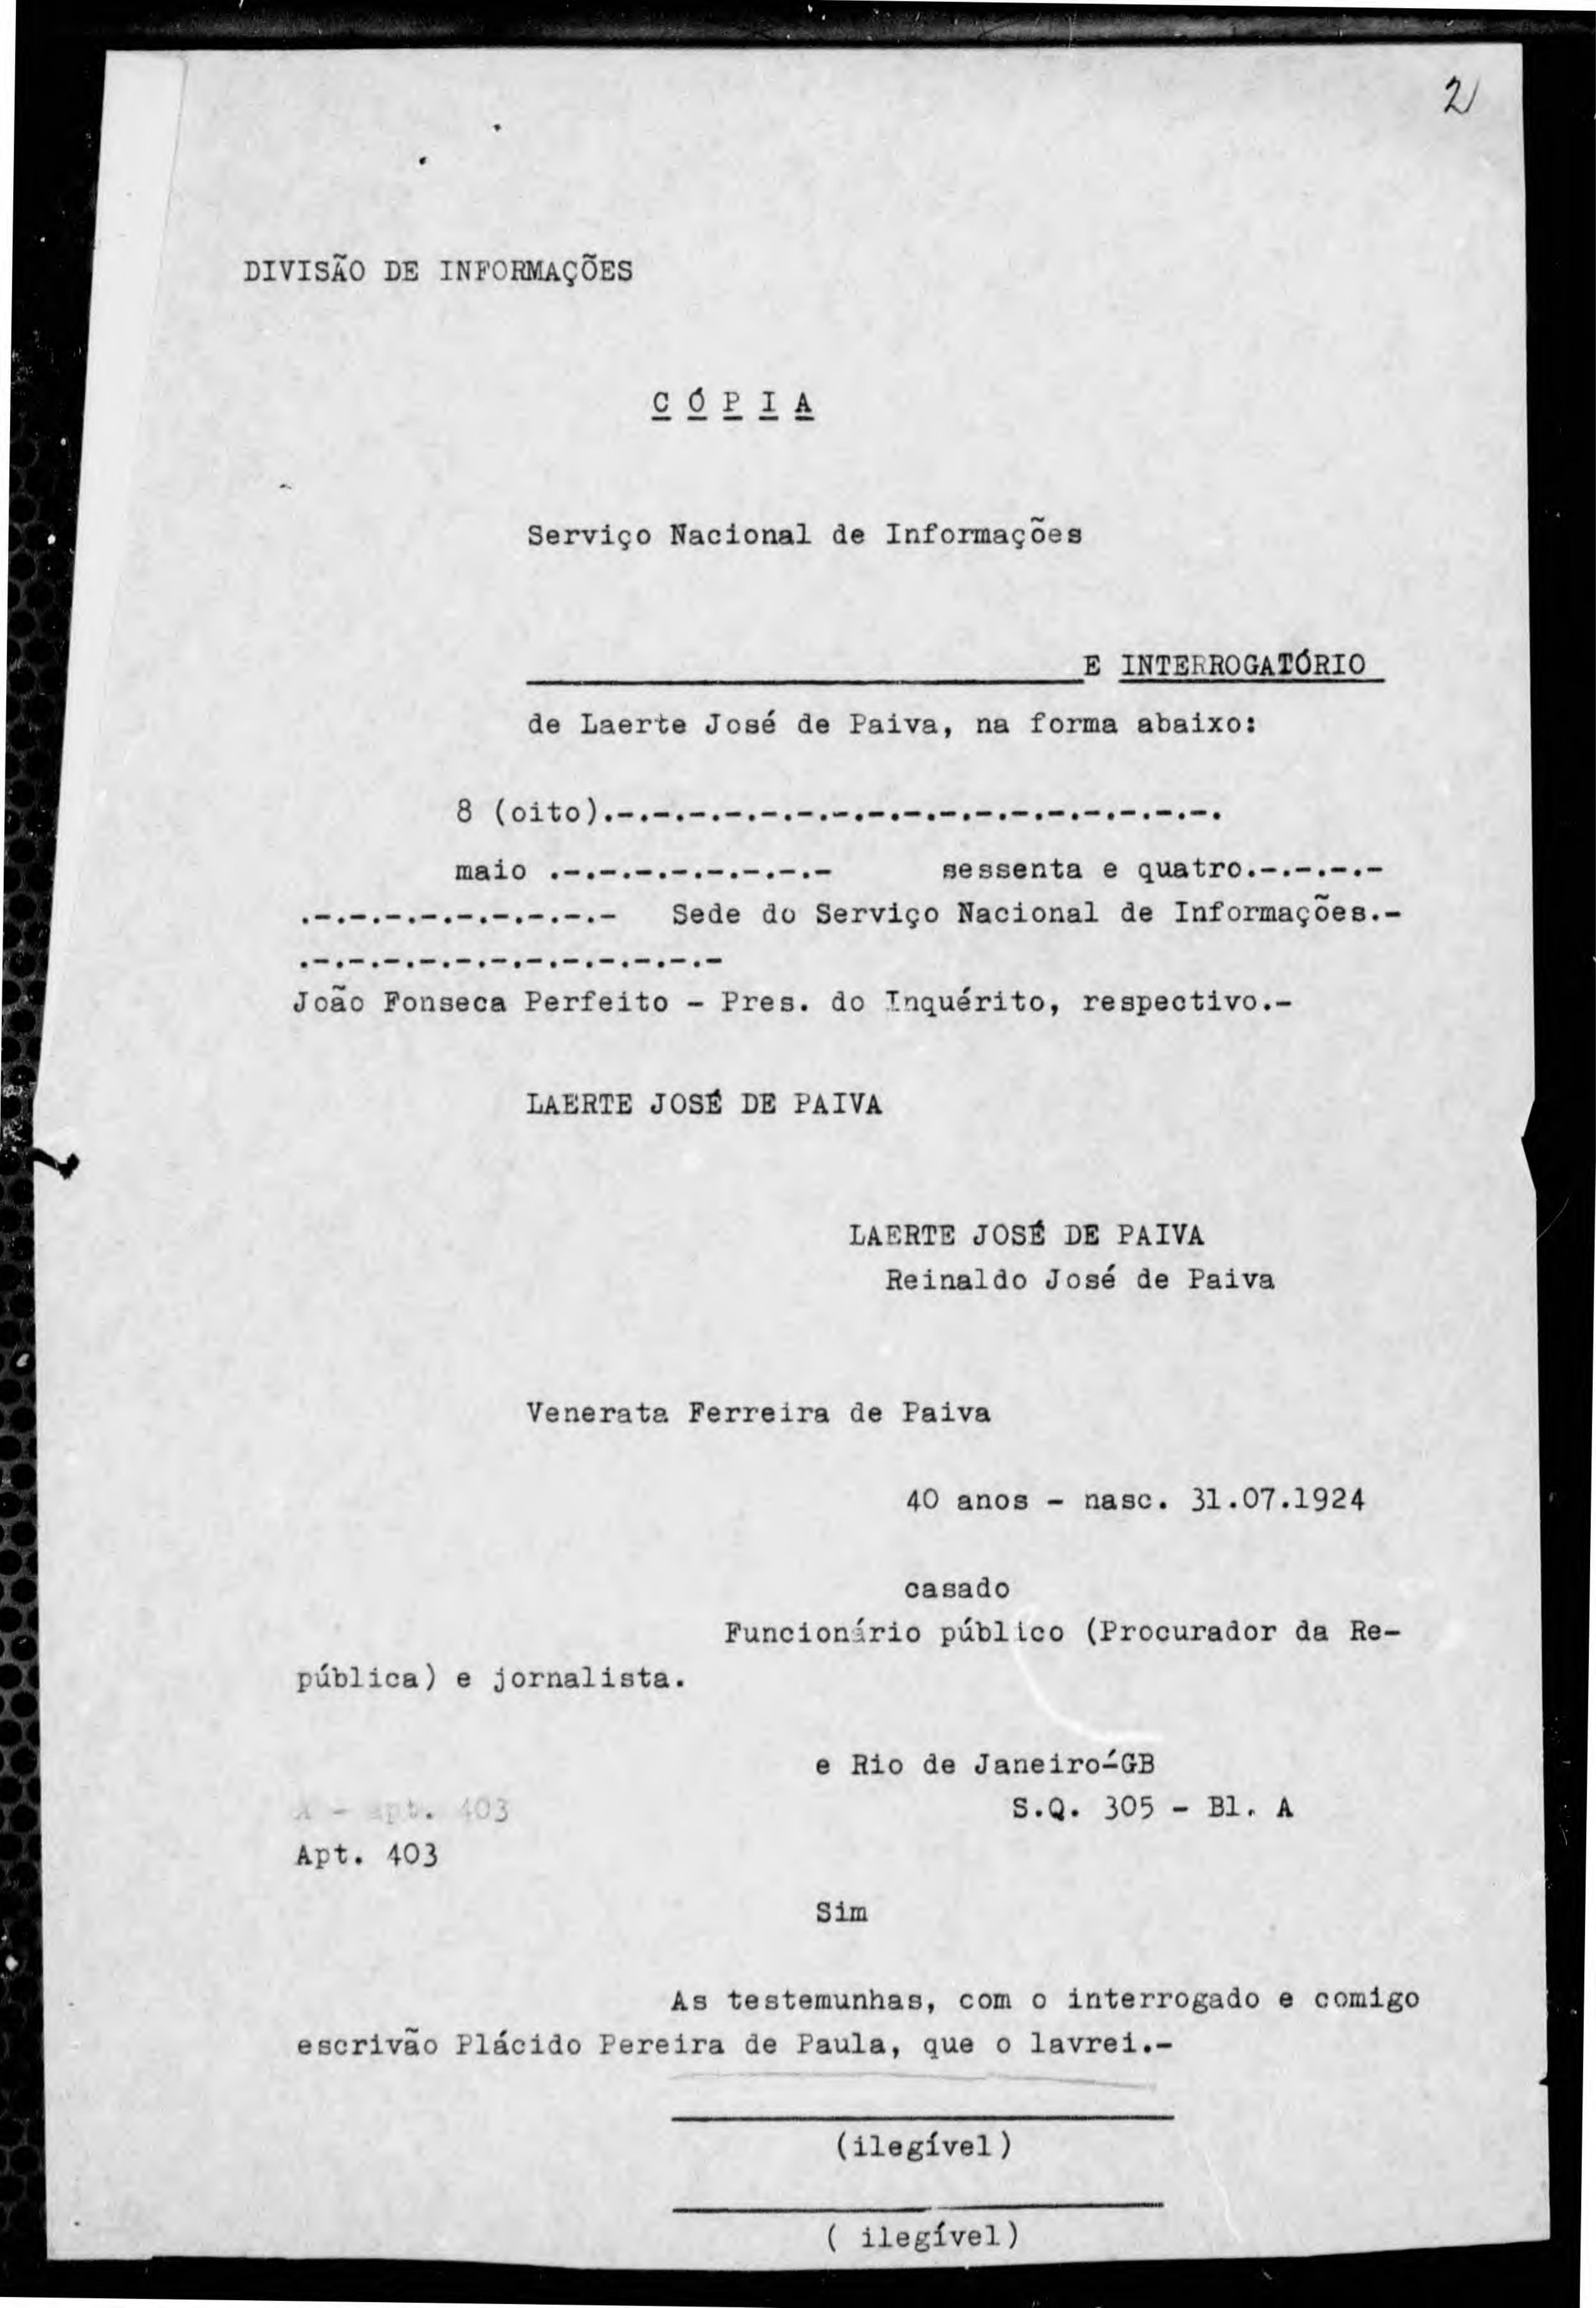 2
DIVISÃO DE INFORMAÇÕES
C Ó P I A
Serviço Nacional de Informações
E INTERROGATÓRIO
de Laerte José de Paiva, na forma abaixo:
8 (oito).-.-.-.-.-.-.-.-.-.-.-.-.-.-.-.-.-.
maio .-.-.-.-.-.-.-.- sessenta e quatro.-.-.-.-
.-.-.-.-.-.-.-.-.- Sede do Serviço Nacional de Informações.-
.-.-.-.-.-.-.-.-.-.-.-.-
João Fonseca Perfeito - Pres. do Inquérito, respectivo.-
LAERTE JOSÉ DE PAIVA
LAERTE JOSÉ DE PAIVA
Reinaldo José de Paiva
Venerata Ferreira de Paiva
40 anos - nasc. 31.07.1924
casado
Funcionário público (Procurador da Re-
pública) e jornalista.
e Rio de Janeiro-GB
A - apt. 403 S.Q. 305 - Bl. A
Apt. 403
Sim
As testemunhas, com o interrogado e comigo
escrivão Plácido Pereira de Paula, que o lavrei.-
(ilegível)
( ilegível)